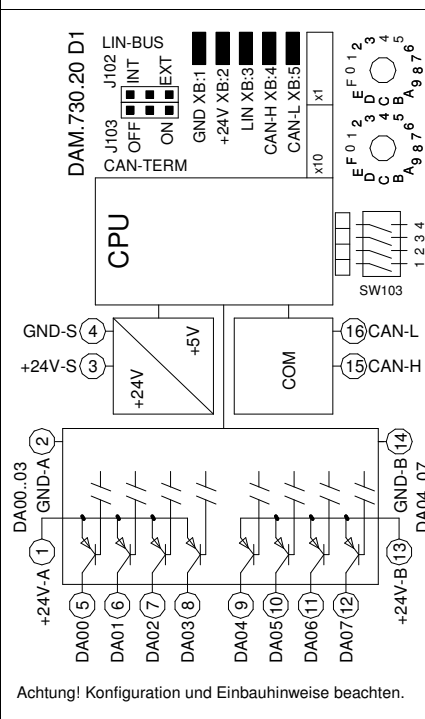 DAM.730.20 D1
LIN-BUS
J102 INT EXT
J103 OFF ON
CAN-TERM
GND XB:1
+24V XB:2
LIN XB:3
CAN-H XB:4
CAN-L XB:5
x1
x10
0 1 2 3 4 5 6 7 8 9 A B C D E F
0 1 2 3 4 5 6 7 8 9 A B C D E F
CPU
1 2 3 4
SW103
GND-S 4
+24V-S 3
+24V
+5V
COM
16 CAN-L
15 CAN-H
DA00..03
GND-A 2
+24V-A 1
14 GND-B
DA04..07
+24V-B 13
DA00 5
DA01 6
DA02 7
DA03 8
DA04 9
DA05 10
DA06 11
DA07 12
Achtung! Konfiguration und Einbauhinweise beachten.